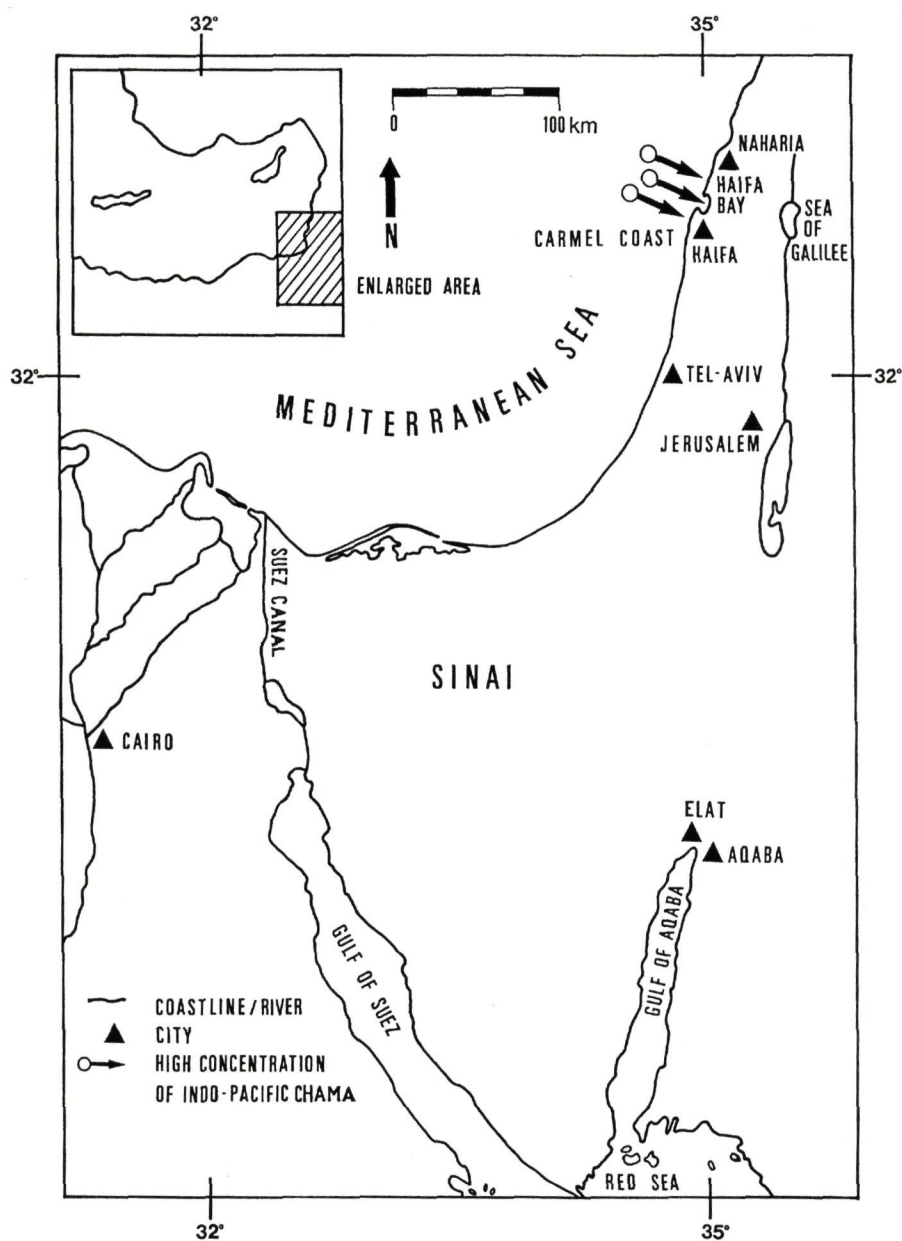 32°
35°
0
100 km
N
ENLARGED AREA
NAHARIA
HAIFA
BAY
CARMEL COAST
HAIFA
SEA
OF
GALILEE
32°
32°
MEDITERRANEAN SEA
TEL-AVIV
JERUSALEM
SUEZ CANAL
SINAI
CAIRO
ELAT
AQABA
GULF OF AQABA
GULF OF SUEZ
COASTLINE/RIVER
CITY
HIGH CONCENTRATION
OF INDO-PACIFIC CHAMA
RED SEA
32°
35°